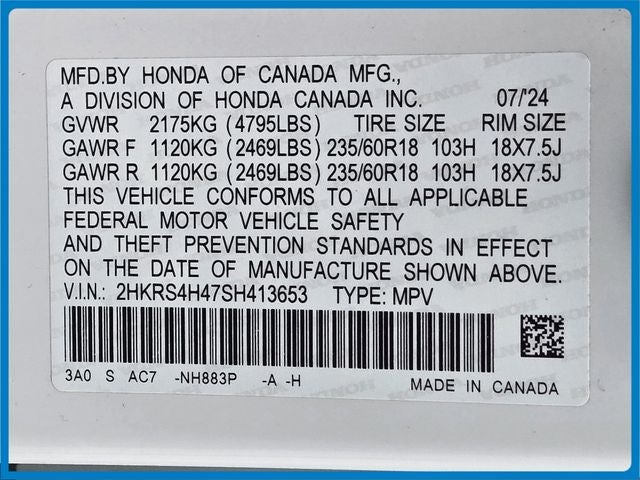 MFD.BY HONDA OF CANADA MFG.,
A DIVISION OF HONDA CANADA INC. 07/'24
GVWR 2175KG (4795LBS) TIRE SIZE RIM SIZE
GAWR F 1120KG (2469LBS) 235/60R18 103H 18X7.5J
GAWR R 1120KG (2469LBS) 235/60R18 103H 18X7.5J
THIS VEHICLE CONFORMS TO ALL APPLICABLE
FEDERAL MOTOR VEHICLE SAFETY
AND THEFT PREVENTION STANDARDS IN EFFECT
ON THE DATE OF MANUFACTURE SHOWN ABOVE.
V.I.N.: 2HKRS4H47SH413653 TYPE: MPV
3A0 S AC7 -NH883P -A -H MADE IN CANADA